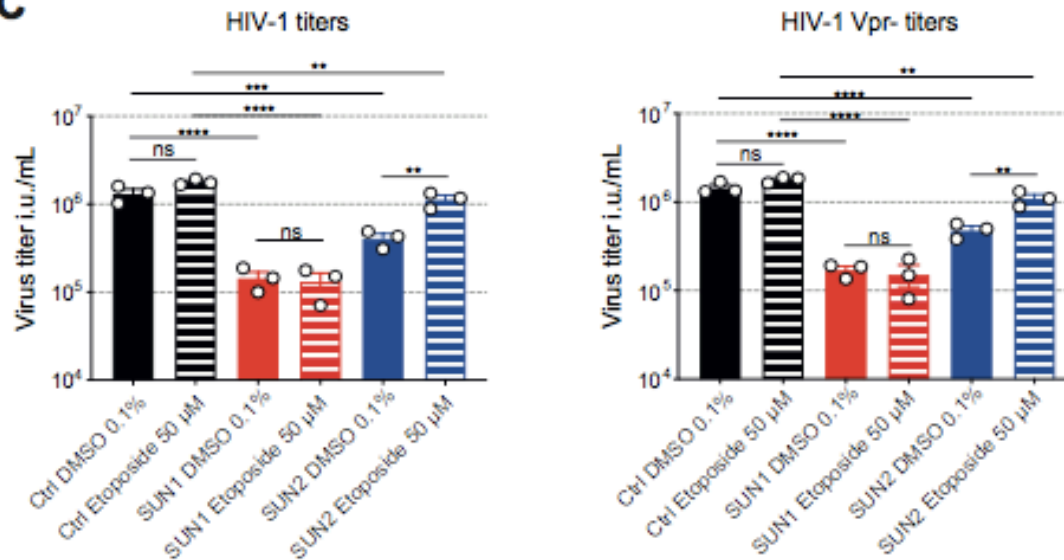 C
HIV-1 titers
**
***
****
****
ns
**
ns
Virus titer i.u./mL
10⁷
10⁶
10⁵
10⁴
Ctrl DMSO 0.1%
Ctrl Etoposide 50 µM
SUN1 DMSO 0.1%
SUN1 Etoposide 50 µM
SUN2 DMSO 0.1%
SUN2 Etoposide 50 µM
HIV-1 Vpr- titers
**
****
****
****
ns
**
ns
Virus titer i.u./mL
10⁷
10⁶
10⁵
10⁴
Ctrl DMSO 0.1%
Ctrl Etoposide 50 µM
SUN1 DMSO 0.1%
SUN1 Etoposide 50 µM
SUN2 DMSO 0.1%
SUN2 Etoposide 50 µM